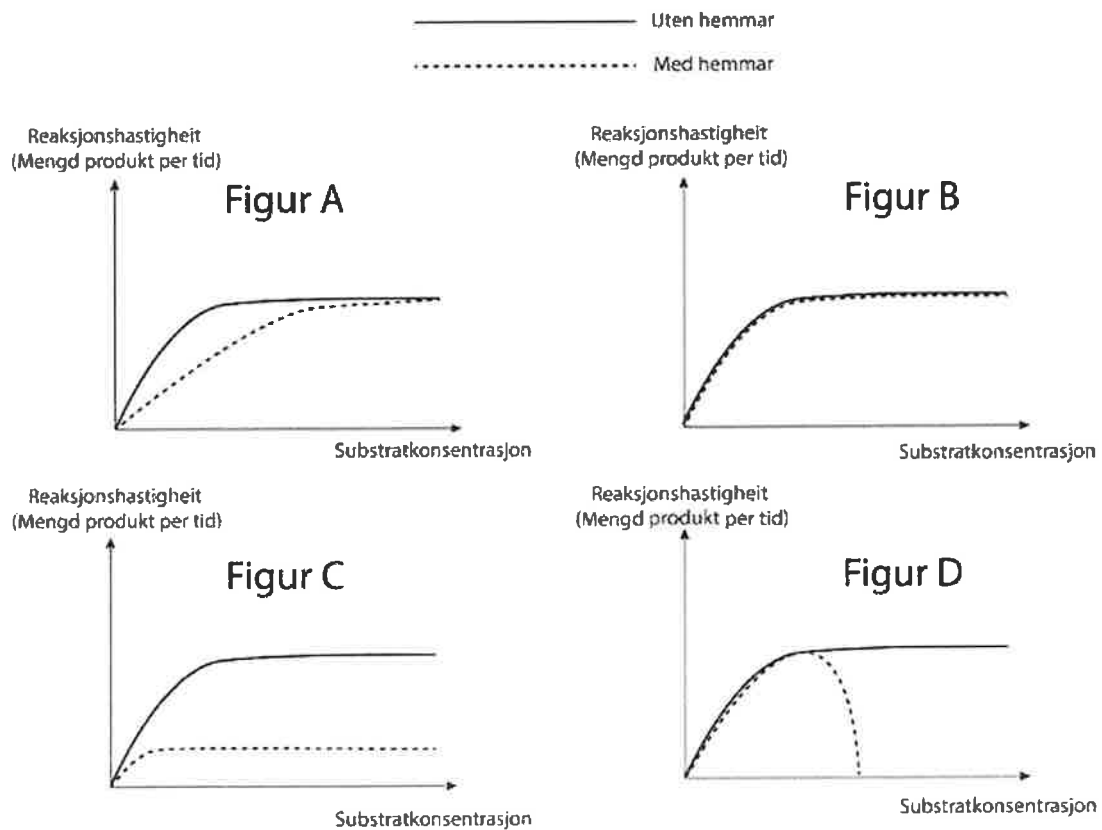 Uten hemmar
Med hemmar
Reaksjonshastigheit
(Mengd produkt per tid)
Figur A
Substratkonsentrasjon
Reaksjonshastigheit
(Mengd produkt per tid)
Figur B
Substratkonsentrasjon
Reaksjonshastigheit
(Mengd produkt per tid)
Figur C
Substratkonsentrasjon
Reaksjonshastigheit
(Mengd produkt per tid)
Figur D
Substratkonsentrasjon